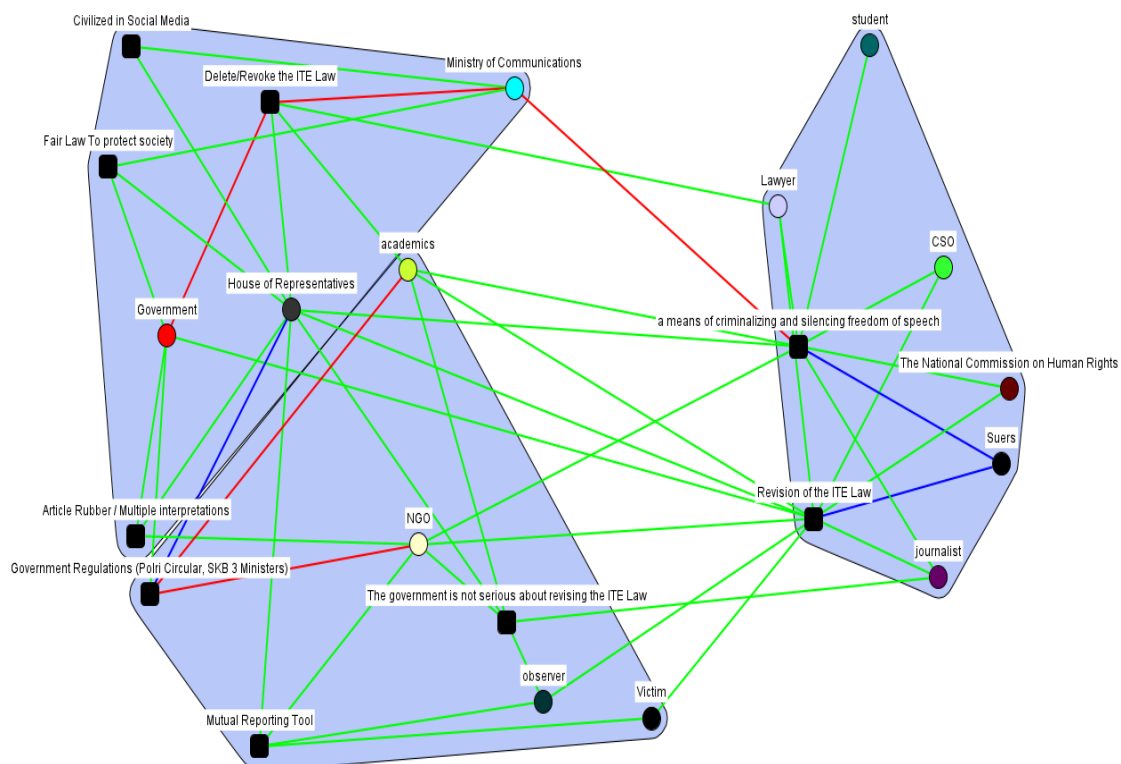 Civilized in Social Media
student
Ministry of Communications
Delete/Revoke the ITE Law
Fair Law To protect society
Lawyer
academics
CSO
House of Representatives
Government
a means of criminalizing and silencing freedom of speech
The National Commission on Human Rights
Suers
Revision of the ITE Law
Article Rubber / Multiple interpretations
NGO
journalist
Government Regulations (Polri Circular, SKB 3 Ministers)
The government is not serious about revising the ITE Law
observer
Victim
Mutual Reporting Tool